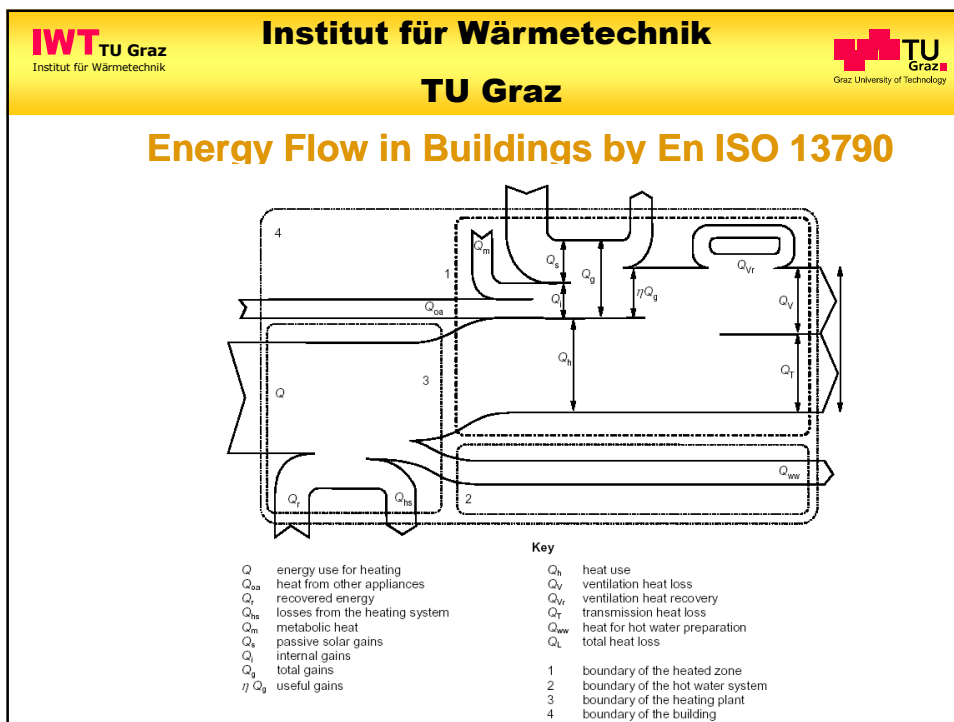 IWT TU Graz
Institut für Wärmetechnik
Institut für Wärmetechnik
TU Graz
TU Graz
Graz University of Technology
Energy Flow in Buildings by En ISO 13790
4
1
Qm
Qs
Qg
Qi
ηQg
QVr
QV
Qoa
Qh
QT
3
Q
Qww
Qr
Qhs
2
Key
Q energy use for heating
Qoa heat from other appliances
Qr recovered energy
Qhs losses from the heating system
Qm metabolic heat
Qs passive solar gains
Qi internal gains
Qg total gains
η Qg useful gains
Qh heat use
QV ventilation heat loss
QVr ventilation heat recovery
QT transmission heat loss
Qww heat for hot water preparation
QL total heat loss
1 boundary of the heated zone
2 boundary of the hot water system
3 boundary of the heating plant
4 boundary of the building